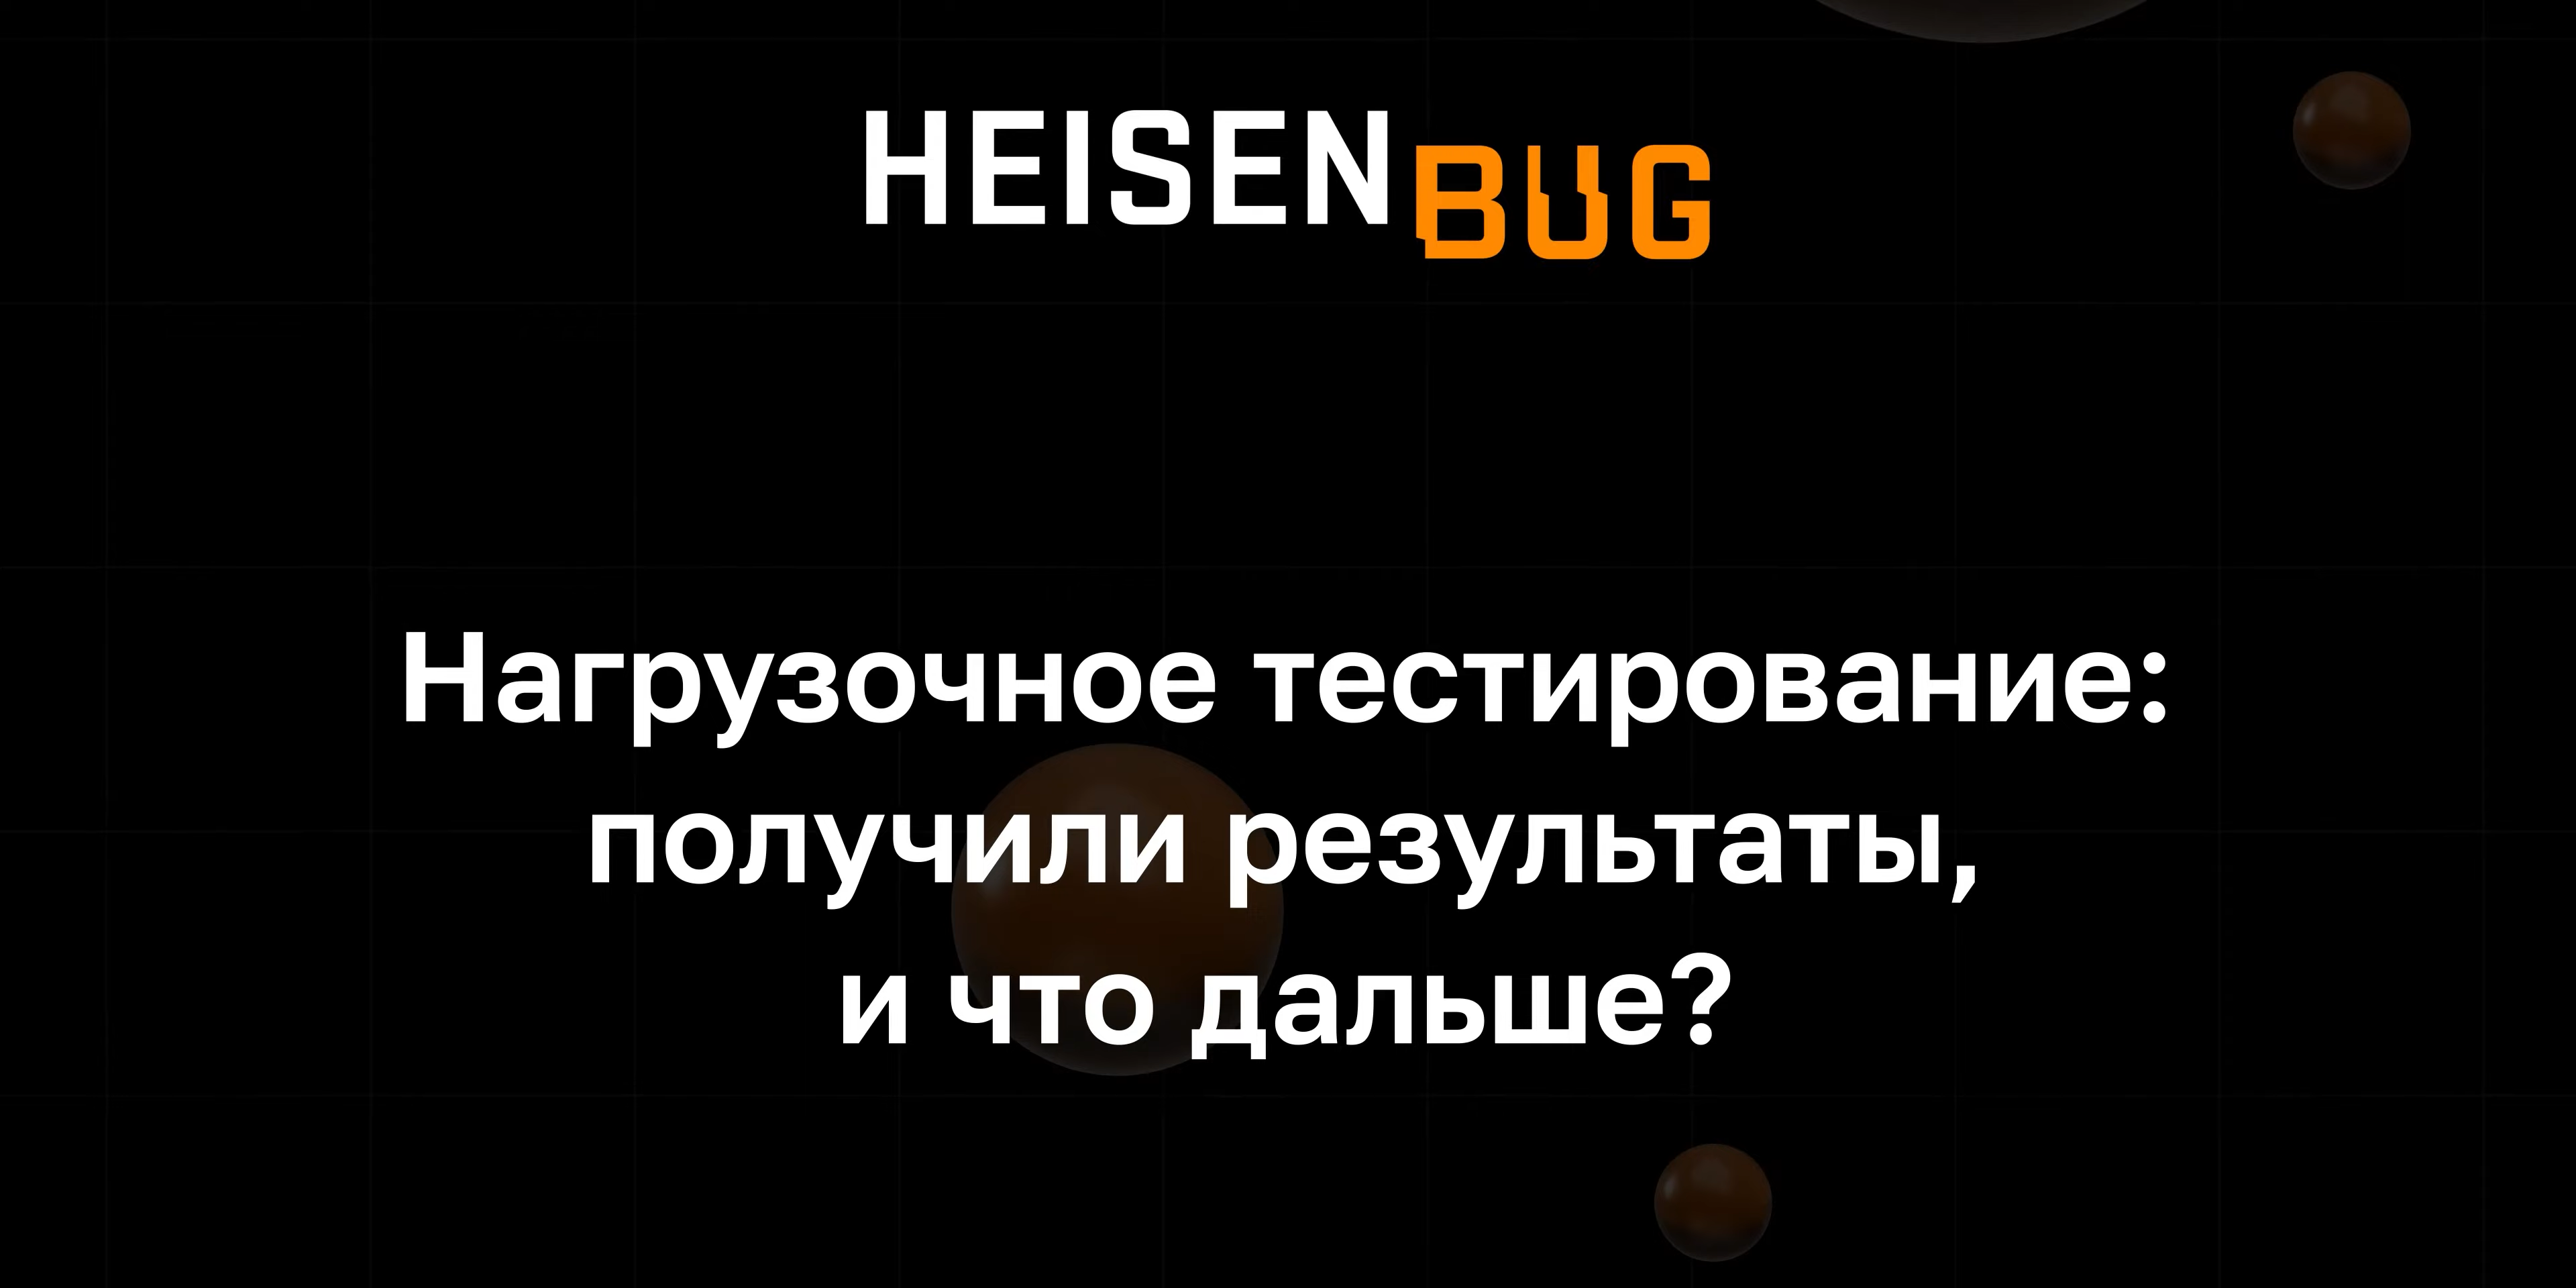 HEISENBUG
Нагрузочное тестирование:
получили результаты,
и что дальше?